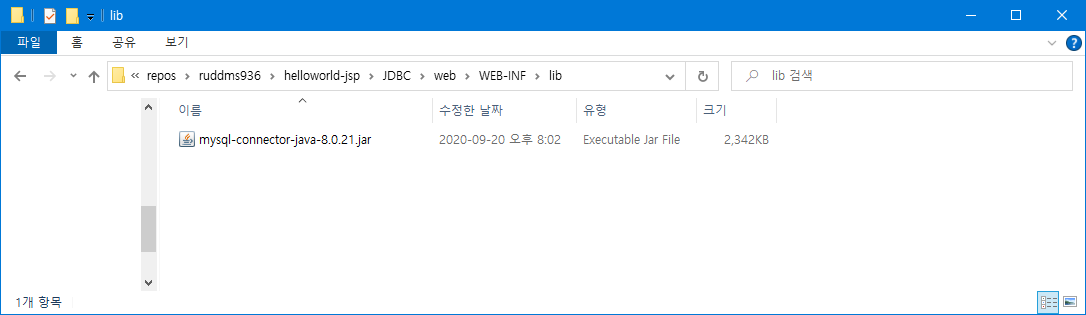 lib
파일 홈 공유 보기
« repos > ruddms936 > helloworld-jsp > JDBC > web > WEB-INF > lib lib 검색
이름 수정한 날짜 유형 크기
mysql-connector-java-8.0.21.jar 2020-09-20 오후 8:02 Executable Jar File 2,342KB
1개 항목